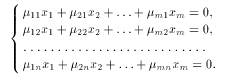 μ₁₁x₁ + μ₂₁x₂ + . . . + μₘ₁xₘ = 0,
μ₁₂x₁ + μ₂₂x₂ + . . . + μₘ₂xₘ = 0,
. . . . . . . . . . . . . . . . . . . . . . . . . . .
μ₁ₙx₁ + μ₂ₙx₂ + . . . + μₘₙxₘ = 0.